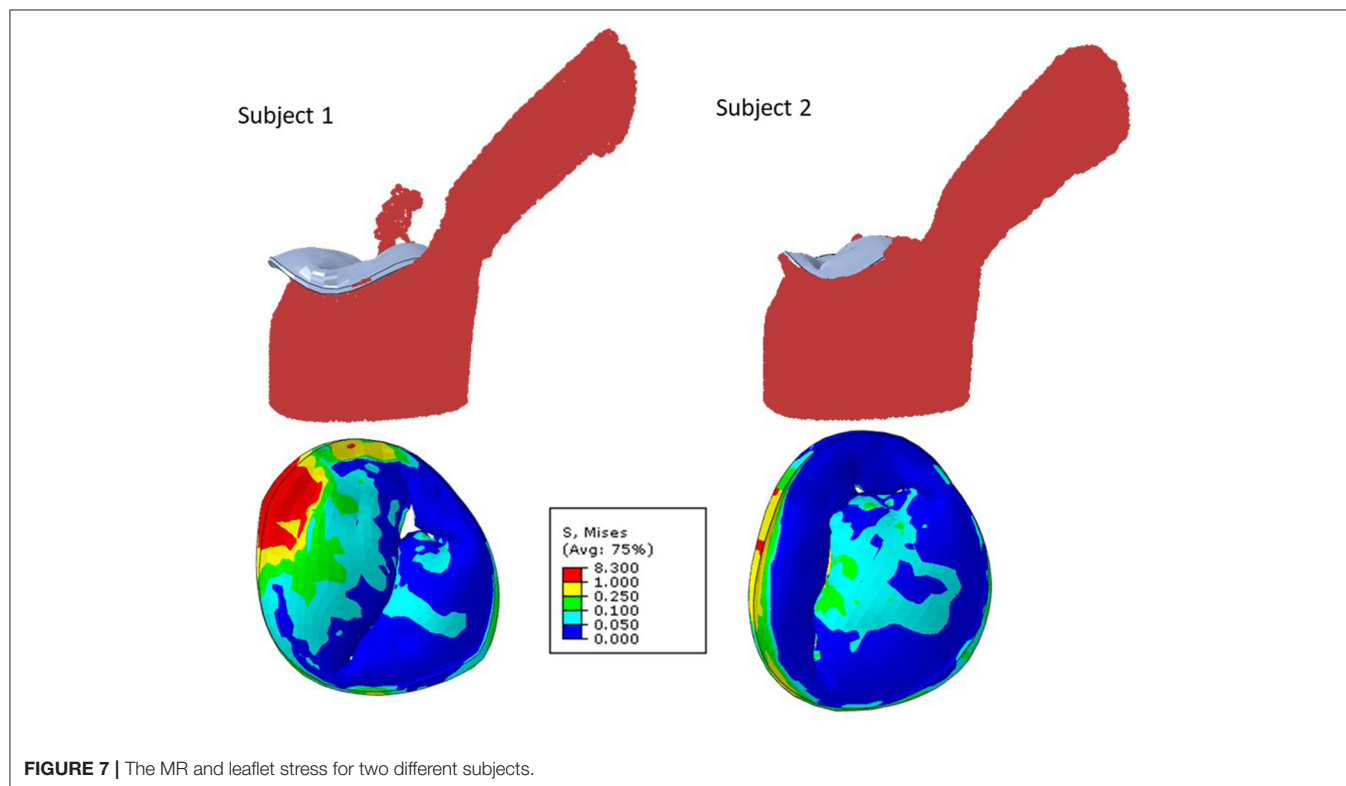 Subject 1
Subject 2
S, Mises
(Avg: 75%)
8.300
1.000
0.250
0.100
0.050
0.000
FIGURE 7 | The MR and leaflet stress for two different subjects.